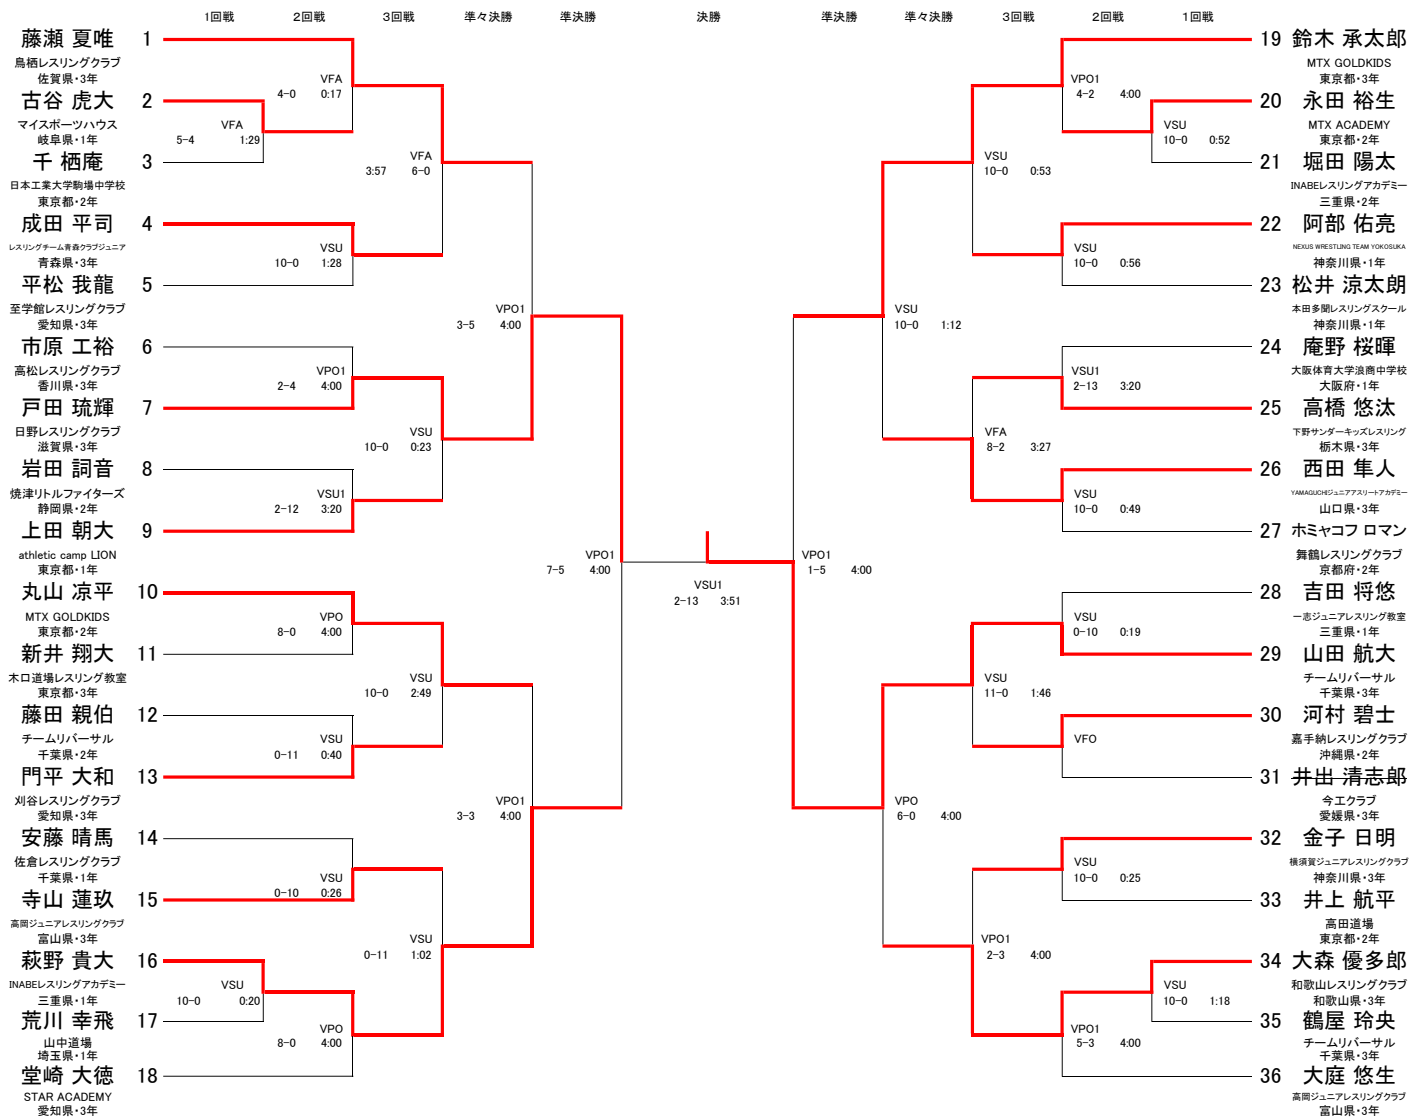 1回戦 2回戦 3回戦 準々決勝 準決勝 決勝 準決勝 準々決勝 3回戦 2回戦 1回戦
藤瀬 夏唯 1
鳥栖レスリングクラブ
佐賀県・3年
古谷 虎大 2
マイスポーツハウス
岐阜県・1年
千 栖庵 3
日本工業大学駒場中学校
東京都・2年
成田 平司 4
レスリングチーム青森クラブジュニア
青森県・3年
平松 我龍 5
至学館レスリングクラブ
愛知県・3年
市原 工裕 6
高松レスリングクラブ
香川県・3年
戸田 琉輝 7
日野レスリングクラブ
滋賀県・3年
岩田 詞音 8
焼津リトルファイターズ
静岡県・2年
上田 朝大 9
athletic camp LION
東京都・1年
丸山 凉平 10
MTX GOLDKIDS
東京都・2年
新井 翔大 11
木口道場レスリング教室
東京都・3年
藤田 親伯 12
チームリバーサル
千葉県・2年
門平 大和 13
刈谷レスリングクラブ
愛知県・3年
安藤 晴馬 14
佐倉レスリングクラブ
千葉県・1年
寺山 蓮玖 15
高岡ジュニアレスリングクラブ
富山県・3年
萩野 貴大 16
INABEレスリングアカデミー
三重県・1年
荒川 幸飛 17
山中道場
埼玉県・1年
堂崎 大徳 18
STAR ACADEMY
愛知県・3年
VFA
5-4 1:29
VSU
10-0 0:20
VFA
4-0 0:17
VSU
10-0 1:28
VPO1
2-4 4:00
VSU1
2-12 3:20
VPO
8-0 4:00
VSU
0-11 0:40
VSU
0-10 0:26
VPO
8-0 4:00
VFA
3:57 6-0
VSU
10-0 0:23
VSU
10-0 2:49
VSU
0-11 1:02
VPO1
3-5 4:00
VPO1
3-3 4:00
VPO1
7-5 4:00
VSU1
2-13 3:51
VPO1
1-5 4:00
VSU
10-0 1:12
VPO
6-0 4:00
VSU
10-0 0:53
VFA
8-2 3:27
VSU
11-0 1:46
VPO1
2-3 4:00
VPO1
4-2 4:00
VSU
10-0 0:56
VSU1
2-13 3:20
VSU
10-0 0:49
VSU
0-10 0:19
VFO
VSU
10-0 0:25
VPO1
5-3 4:00
VSU
10-0 0:52
VSU
10-0 1:18
19 鈴木 承太郎
MTX GOLDKIDS
東京都・3年
20 永田 裕生
MTX ACADEMY
東京都・2年
21 堀田 陽太
INABEレスリングアカデミー
三重県・2年
22 阿部 佑亮
NEXUS WRESTLING TEAM YOKOSUKA
神奈川県・1年
23 松井 涼太朗
本田多聞レスリングスクール
神奈川県・1年
24 庵野 桜暉
大阪体育大学浪商中学校
大阪府・1年
25 高橋 悠汰
下野サンダーキッズレスリング
栃木県・3年
26 西田 隼人
YAMAGUCHIジュニアアスリートアカデミー
山口県・3年
27 ホミャコフ ロマン
舞鶴レスリングクラブ
京都府・2年
28 吉田 将悠
一志ジュニアレスリング教室
三重県・1年
29 山田 航大
チームリバーサル
千葉県・3年
30 河村 碧士
嘉手納レスリングクラブ
沖縄県・2年
31 井出 清志郎
今工クラブ
愛媛県・3年
32 金子 日明
横須賀ジュニアレスリングクラブ
神奈川県・3年
33 井上 航平
高田道場
東京都・2年
34 大森 優多郎
和歌山レスリングクラブ
和歌山県・3年
35 鶴屋 玲央
チームリバーサル
千葉県・3年
36 大庭 悠生
高岡ジュニアレスリングクラブ
富山県・3年